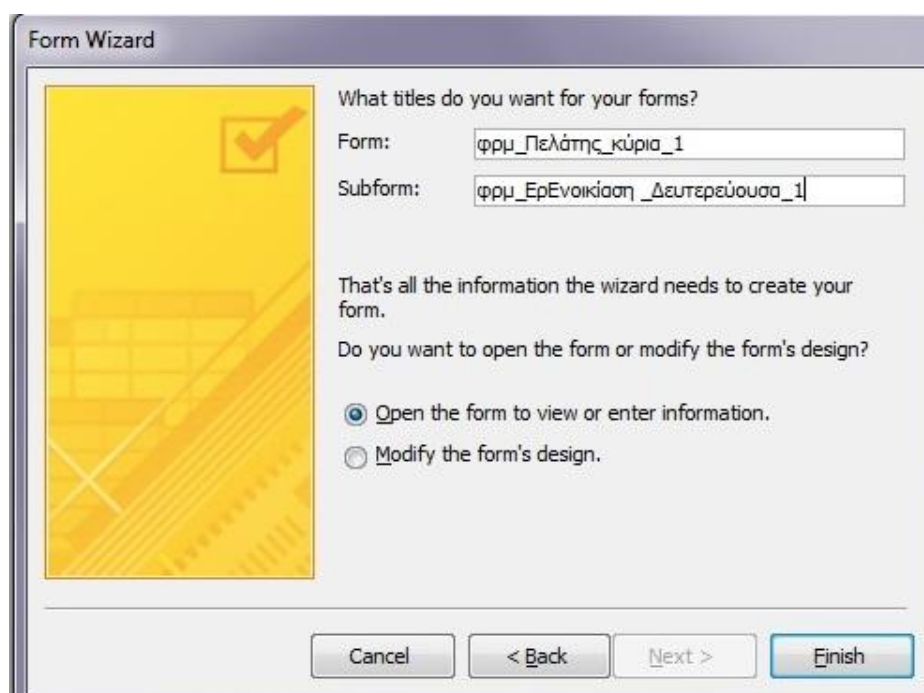 Form Wizard
What titles do you want for your forms?
Form: φρμ_Πελάτης_κύρια_1
Subform: φρμ_ΕρΕνοικίαση _Δευτερεύουσα_1
That's all the information the wizard needs to create your
form.
Do you want to open the form or modify the form's design?
Open the form to view or enter information.
Modify the form's design.
Cancel < Back Next > Finish